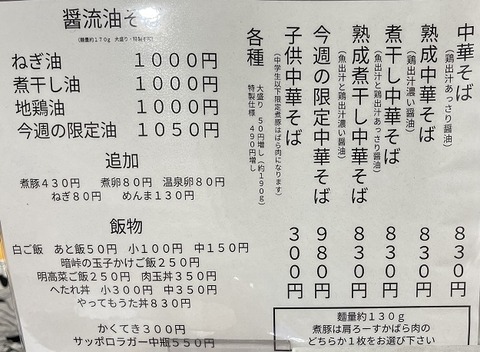 中華そば ８３０円
(鶏出汁あっさり醤油)
熟成中華そば ８３０円
(鶏出汁濃い醤油)
煮干し中華そば ８３０円
(魚出汁と鶏出汁あっさり醤油)
熟成煮干し中華そば ８３０円
(魚出汁と鶏出汁濃い醤油)
今週の限定中華そば ９８０円
子供中華そば ３００円
(中学生以下限定煮豚はばら肉になります)
各種
大盛り ５０円増し(約１９０ｇ)
特製仕様 ４９０円増し
麺量約１３０ｇ
煮豚は肩ろーすかばら肉の
どちらか１枚をお選び下さい
醤流油そ
(麺量約１７０ｇ 大盛り・特製
ねぎ油 １０００円
煮干し油 １０００円
地鶏油 １０００円
今週の限定油 １０５０円
追加
煮豚４３０円 煮卵８０円 温泉卵８０円
ねぎ８０円 めんま１３０円
飯物
白ご飯 あと飯５０円 小１００円 中１５０円
暗峠の玉子かけご飯２５０円
明高菜ご飯２５０円 肉玉丼３５０円
へたれ丼 小３００円 中３５０円
やってもうた丼８３０円
かくてき３００円
サッポロラガー中瓶５５０円